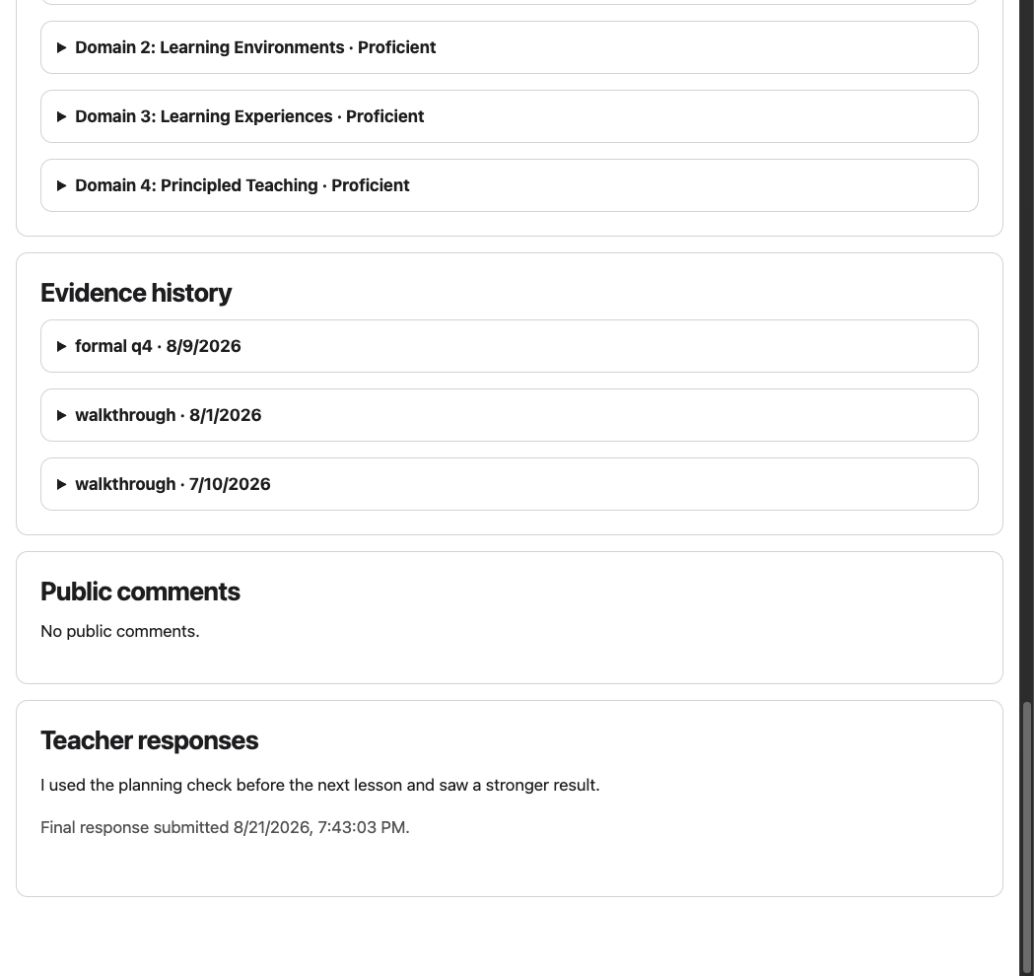 Domain 2: Learning Environments · Proficient
Domain 3: Learning Experiences · Proficient
Domain 4: Principled Teaching · Proficient
Evidence history
formal q4 · 8/9/2026
walkthrough · 8/1/2026
walkthrough · 7/10/2026
Public comments
No public comments.
Teacher responses
I used the planning check before the next lesson and saw a stronger result.
Final response submitted 8/21/2026, 7:43:03 PM.